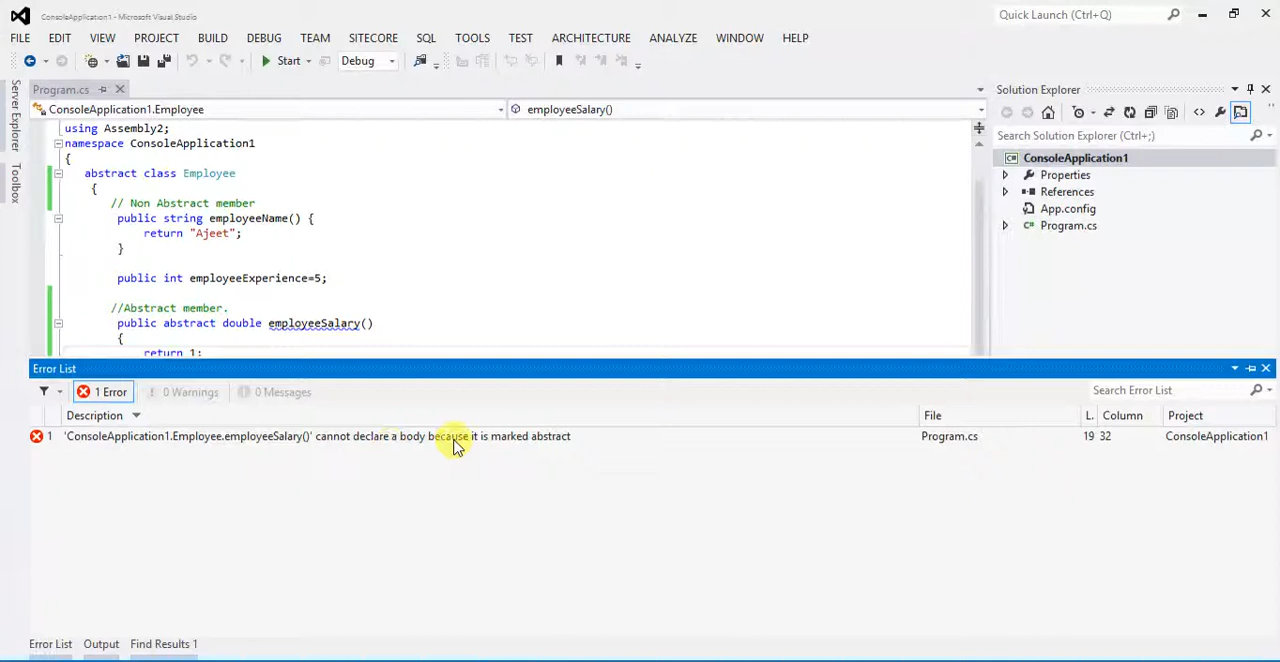 ConsoleApplication1 - Microsoft Visual Studio
Quick Launch (Ctrl+Q)
FILE EDIT VIEW PROJECT BUILD DEBUG TEAM SITECORE SQL TOOLS TEST ARCHITECTURE ANALYZE WINDOW HELP
Start Debug
Server Explorer
Toolbox
Program.cs
ConsoleApplication1.Employee employeeSalary()
using Assembly2;
namespace ConsoleApplication1
{
abstract class Employee
{
// Non Abstract member
public string employeeName() {
return "Ajeet";
}
public int employeeExperience=5;
//Abstract member.
public abstract double employeeSalary()
{
return 1;
Solution Explorer
Search Solution Explorer (Ctrl+;)
C# ConsoleApplication1
Properties
References
App.config
C# Program.cs
Error List
1 Error 0 Warnings 0 Messages
Search Error List
Description File L. Column Project
1 'ConsoleApplication1.Employee.employeeSalary()' cannot declare a body because it is marked abstract Program.cs 19 32 ConsoleApplication1
Error List Output Find Results 1